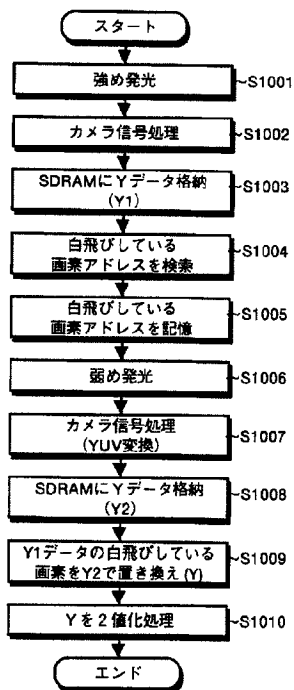 スタート
強め発光
S1001
カメラ信号処理
S1002
SDRAMにYデータ格納
(Y1)
S1003
白飛びしている
画素アドレスを検索
S1004
白飛びしている
画素アドレスを記憶
S1005
弱め発光
S1006
カメラ信号処理
(YUV変換)
S1007
SDRAMにYデータ格納
(Y2)
S1008
Y1データの白飛びしている
画素をY2で置き換え(Y)
S1009
Yを2値化処理
S1010
エンド